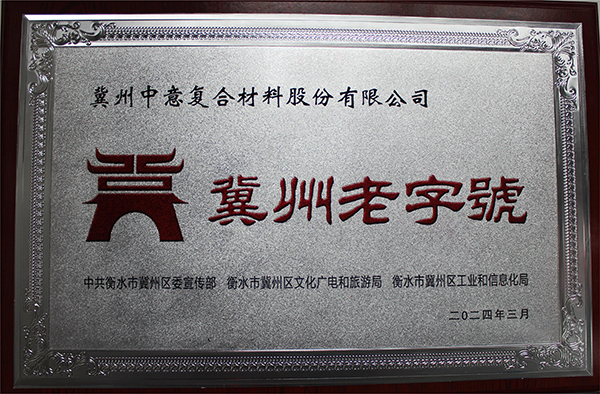 冀州中意复合材料股份有限公司
冀州老字號
中共衡水市冀州区委宣传部 衡水市冀州区文化广电和旅游局 衡水市冀州区工业和信息化局
二〇二四年三月